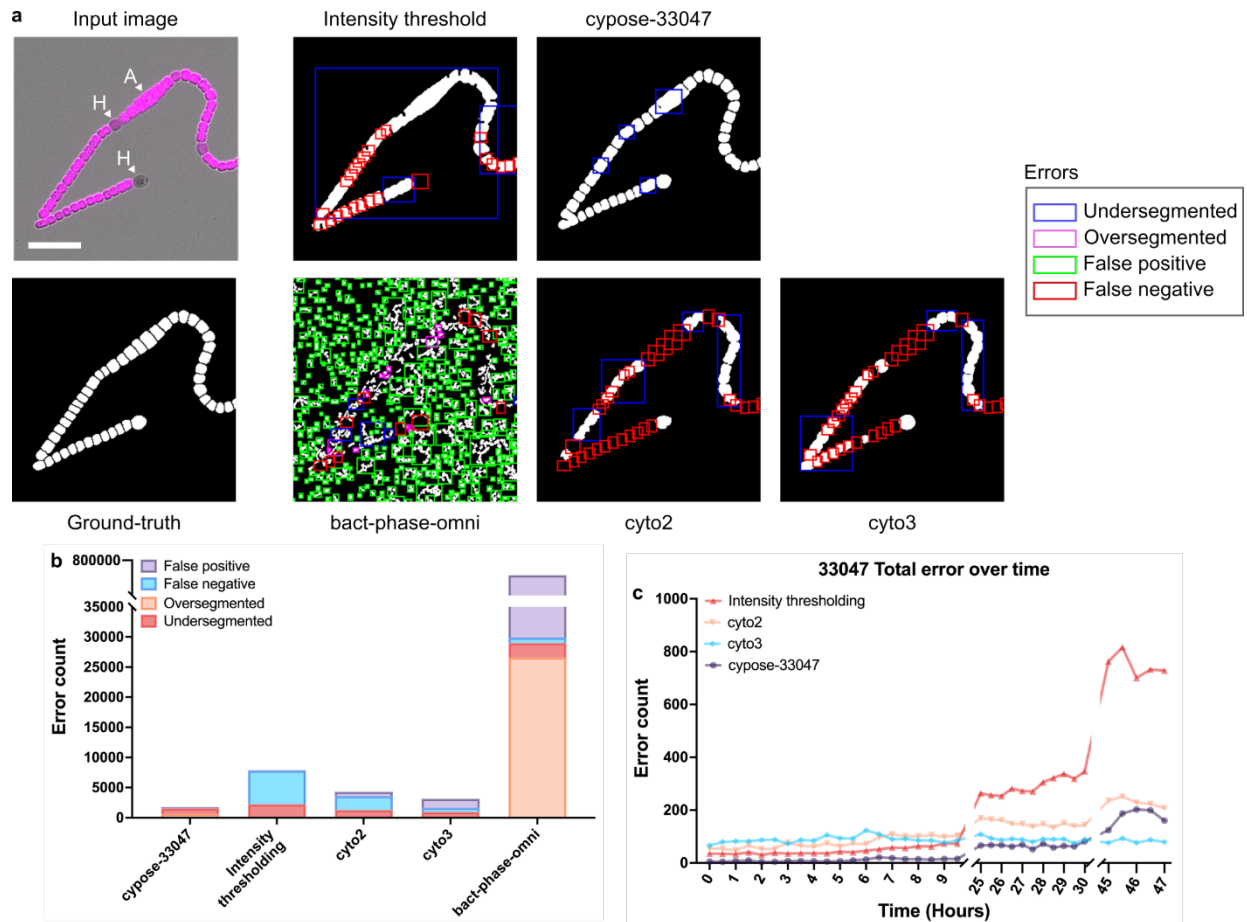 a
Input image
Intensity threshold
cypose-33047
A
H
H
Errors
Undersegmented
Oversegmented
False positive
False negative
Ground-truth
bact-phase-omni
cyto2
cyto3
b
False positive
False negative
Oversegmented
Undersegmented
Error count
800000
35000
30000
25000
20000
15000
10000
5000
0
cypose-33047
Intensity
thresholding
cyto2
cyto3
bact-phase-omni
c
33047 Total error over time
Intensity thresholding
cyto2
cyto3
cypose-33047
Error count
1000
800
600
400
200
0
0 1 2 3 4 5 6 7 8 9 25 26 27 28 29 30 45 46 47
Time (Hours)